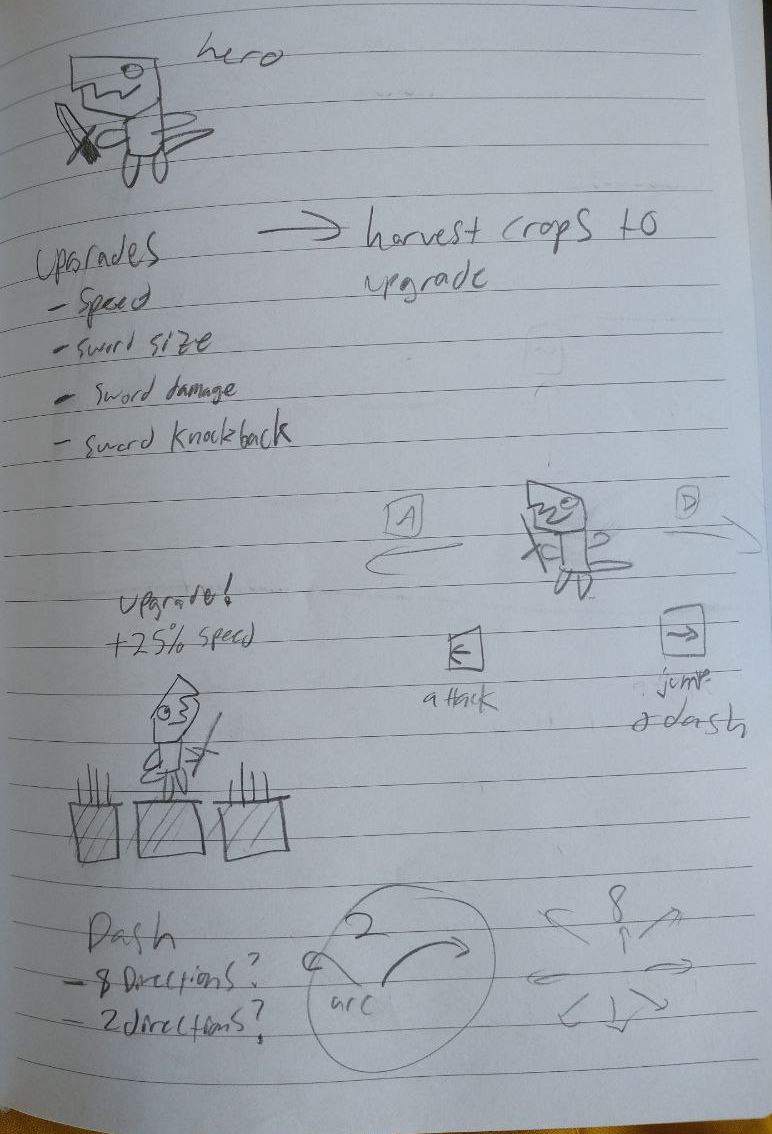 hero
Upgrades → harvest crops to
upgrade
- Speed
- sword size
- sword damage
- sword knockback
A
D
upgrade!
+25% speed
←
→
attack
jump
& dash
Dash
- 8 Directions?
- 2 directions?
2
arc
8